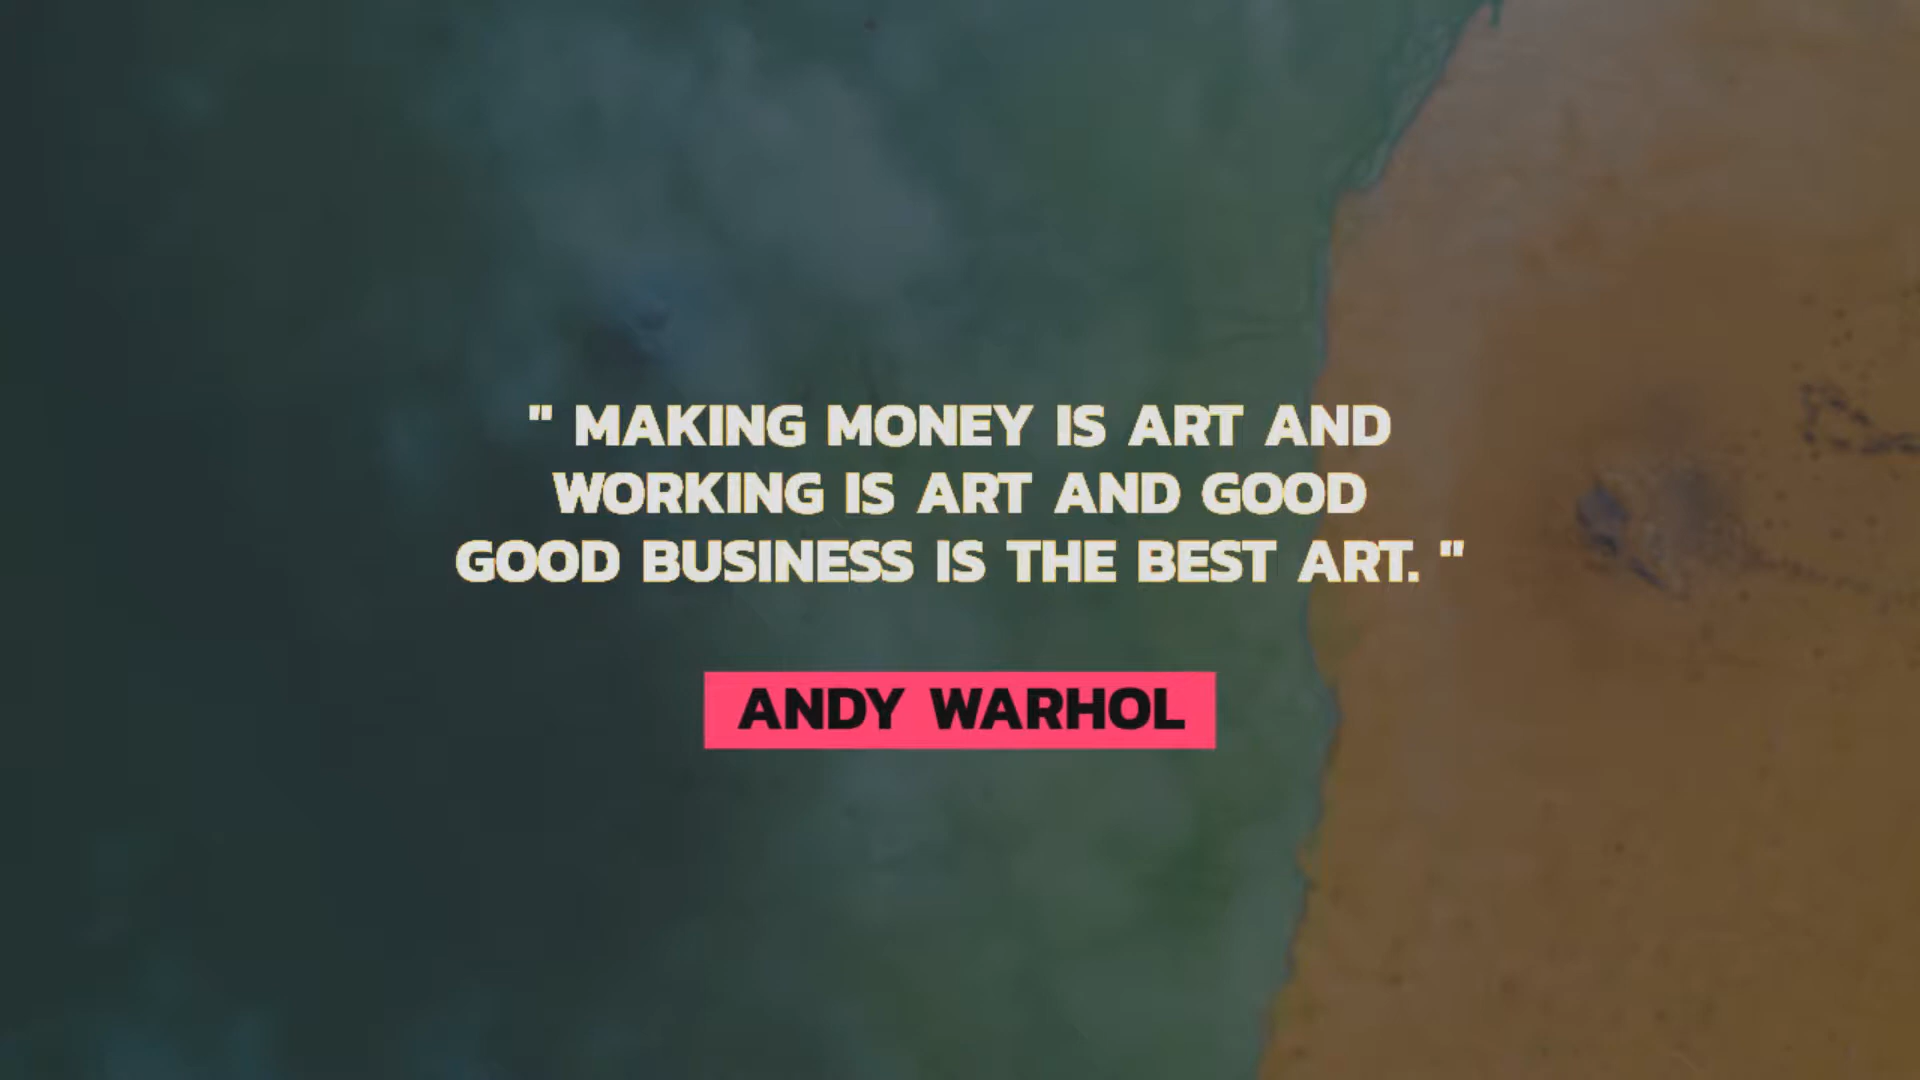 " MAKING MONEY IS ART AND
WORKING IS ART AND GOOD
GOOD BUSINESS IS THE BEST ART. "
ANDY WARHOL